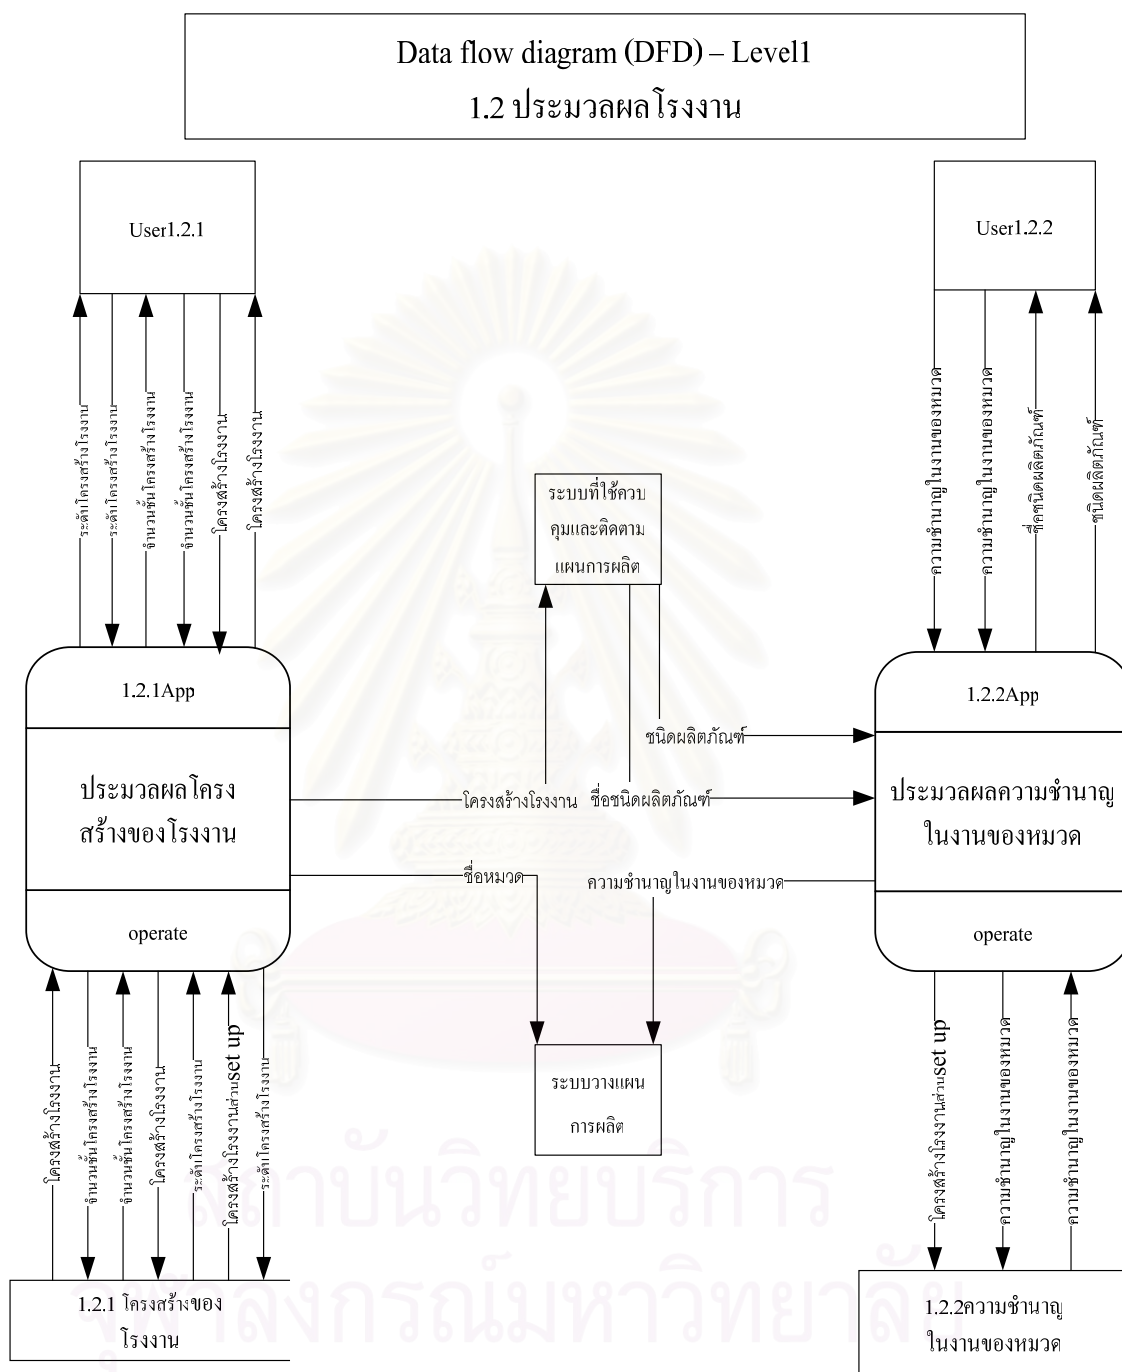 Data flow diagram (DFD) – Level1
1.2 ประมวลผลโรงงาน
User1.2.1
User1.2.2
ระดับโครงสร้างโรงงาน
ระดับโครงสร้างโรงงาน
จำนวนชั้นโครงสร้างโรงงาน
จำนวนชั้นโครงสร้างโรงงาน
โครงสร้างโรงงาน
โครงสร้างโรงงาน
ความชำนาญในงานของหมวด
ความชำนาญในงานของหมวด
ชื่อชนิดผลิตภัณฑ์
ชนิดผลิตภัณฑ์
ระบบที่ใช้ควบ
คุมและติดตาม
แผนการผลิต
1.2.1App
ประมวลผลโครง
สร้างของโรงงาน
operate
1.2.2App
ประมวลผลความชำนาญ
ในงานของหมวด
operate
ชนิดผลิตภัณฑ์
โครงสร้างโรงงาน
ชื่อชนิดผลิตภัณฑ์
ชื่อหมวด
ความชำนาญในงานของหมวด
ระบบวางแผน
การผลิต
โครงสร้างโรงงาน
จำนวนชั้นโครงสร้างโรงงาน
จำนวนชั้นโครงสร้างโรงงาน
โครงสร้างโรงงาน
ระดับโครงสร้างโรงงาน
โครงสร้างโรงงานส่วนset up
ระดับโครงสร้างโรงงาน
โครงสร้างโรงงานส่วนset up
ความชำนาญในงานของหมวด
ความชำนาญในงานของหมวด
1.2.1 โครงสร้างของ
โรงงาน
1.2.2ความชำนาญ
ในงานของหมวด
สถาบันวิทยบริการ
จุฬาลงกรณ์มหาวิทยาลัย